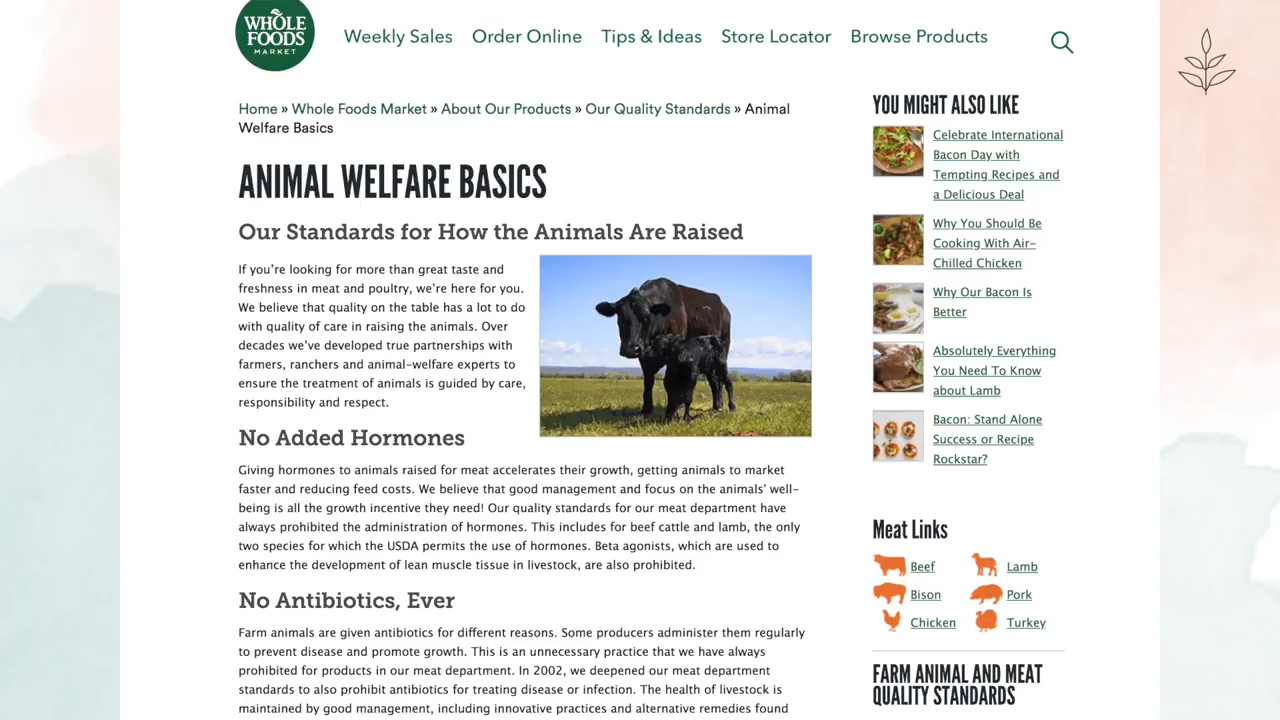 WHOLE
FOODS
MARKET
Weekly Sales
Order Online
Tips & Ideas
Store Locator
Browse Products
Home » Whole Foods Market » About Our Products » Our Quality Standards » Animal
Welfare Basics
ANIMAL WELFARE BASICS
Our Standards for How the Animals Are Raised
If you're looking for more than great taste and
freshness in meat and poultry, we're here for you.
We believe that quality on the table has a lot to do
with quality of care in raising the animals. Over
decades we've developed true partnerships with
farmers, ranchers and animal-welfare experts to
ensure the treatment of animals is guided by care,
responsibility and respect.
No Added Hormones
Giving hormones to animals raised for meat accelerates their growth, getting animals to market
faster and reducing feed costs. We believe that good management and focus on the animals' well-
being is all the growth incentive they need! Our quality standards for our meat department have
always prohibited the administration of hormones. This includes for beef cattle and lamb, the only
two species for which the USDA permits the use of hormones. Beta agonists, which are used to
enhance the development of lean muscle tissue in livestock, are also prohibited.
No Antibiotics, Ever
Farm animals are given antibiotics for different reasons. Some producers administer them regularly
to prevent disease and promote growth. This is an unnecessary practice that we have always
prohibited for products in our meat department. In 2002, we deepened our meat department
standards to also prohibit antibiotics for treating disease or infection. The health of livestock is
maintained by good management, including innovative practices and alternative remedies found
YOU MIGHT ALSO LIKE
Celebrate International
Bacon Day with
Tempting Recipes and
a Delicious Deal
Why You Should Be
Cooking With Air-
Chilled Chicken
Why Our Bacon Is
Better
Absolutely Everything
You Need To Know
about Lamb
Bacon: Stand Alone
Success or Recipe
Rockstar?
Meat Links
Beef
Lamb
Bison
Pork
Chicken
Turkey
FARM ANIMAL AND MEAT
QUALITY STANDARDS